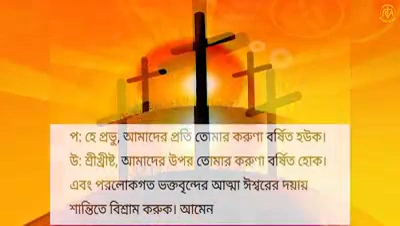 প: হে প্রভু, আমাদের প্রতি তোমার করুণা বর্ষিত হউক।
উ: শ্রীখ্রীষ্ট, আমাদের উপর তোমার করুণা বর্ষিত হোক।
এবং পরলোকগত ভক্তবৃন্দের আত্মা ঈশ্বরের দয়ায়
শান্তিতে বিশ্রাম করুক। আমেন